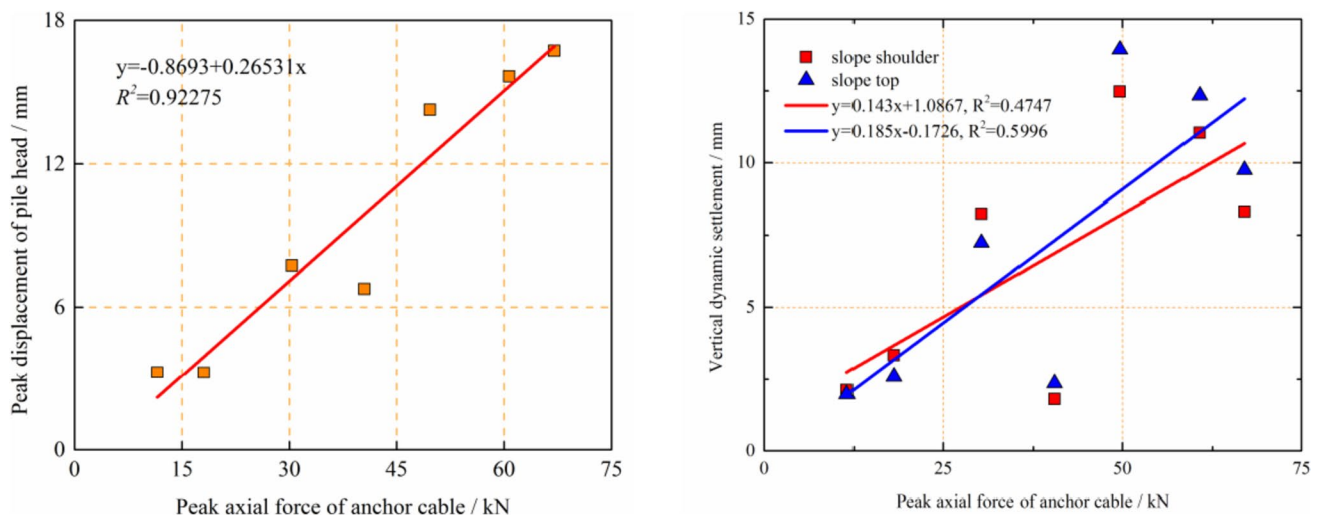 18
12
6
0
0
15
30
45
60
75
y=-0.8693+0.26531x
R²=0.92275
Peak displacement of pile head / mm
Peak axial force of anchor cable / kN
15
10
5
0
0
25
50
75
slope shoulder
slope top
y=0.143x+1.0867, R²=0.4747
y=0.185x-0.1726, R²=0.5996
Vertical dynamic settlement / mm
Peak axial force of anchor cable / kN